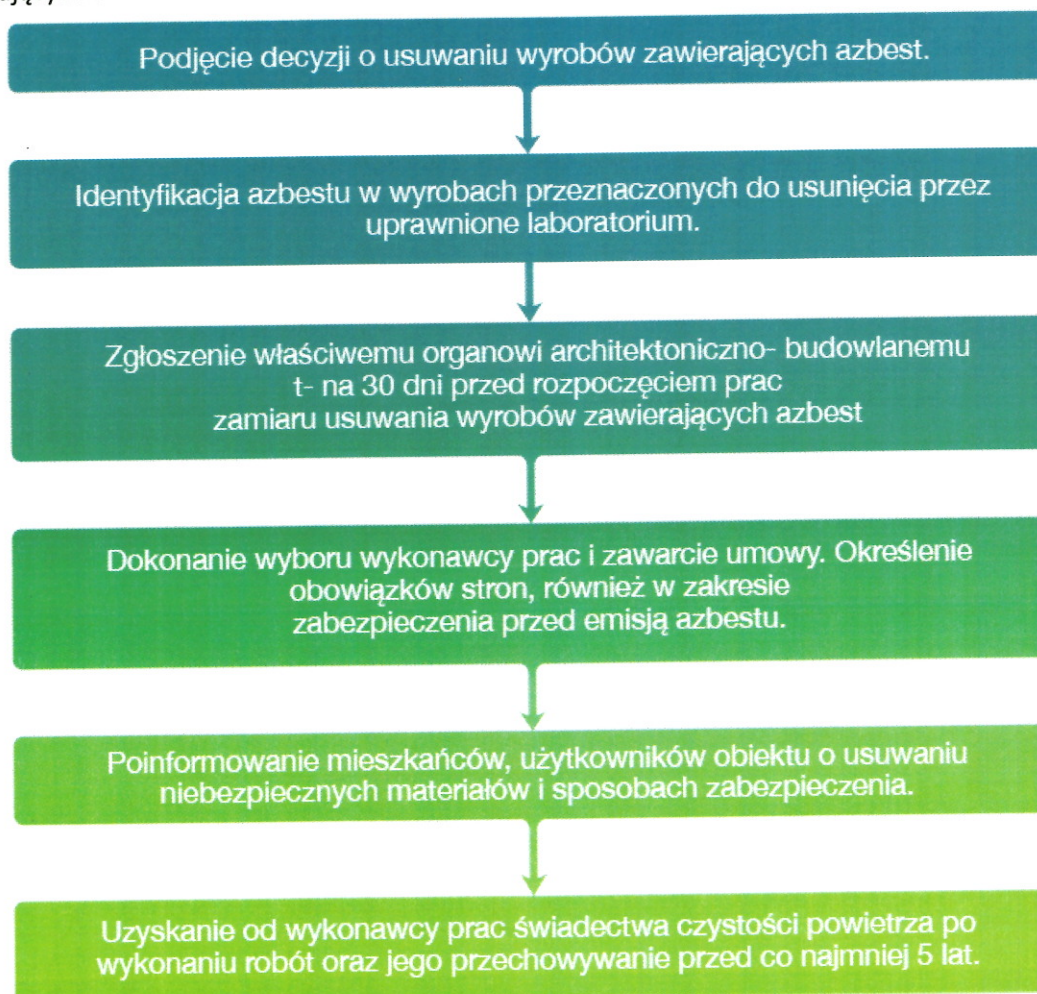 Podjęcie decyzji o usuwaniu wyrobów zawierających azbest.
Identyfikacja azbestu w wyrobach przeznaczonych do usunięcia przez
uprawnione laboratorium.
Zgłoszenie właściwemu organowi architektoniczno- budowlanemu
t- na 30 dni przed rozpoczęciem prac
zamiaru usuwania wyrobów zawierających azbest
Dokonanie wyboru wykonawcy prac i zawarcie umowy. Określenie
obowiązków stron, również w zakresie
zabezpieczenia przed emisją azbestu.
Poinformowanie mieszkańców, użytkowników obiektu o usuwaniu
niebezpiecznych materiałów i sposobach zabezpieczenia.
Uzyskanie od wykonawcy prac świadectwa czystości powietrza po
wykonaniu robót oraz jego przechowywanie przed co najmniej 5 lat.